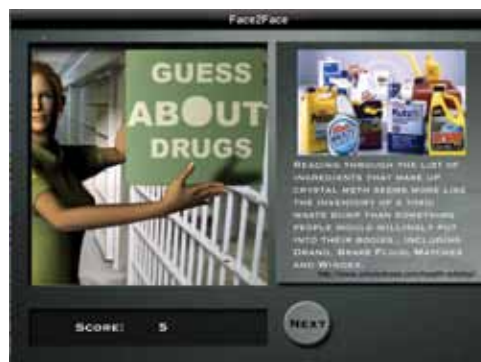 Face2Face
GUESS
ABOUT
DRUGS
READING THROUGH THE LIST OF
INGREDIENTS THAT MAKE UP
CRYSTAL METH SEEMS MORE LIKE
THE INVENTORY OF A TOXIC
WASTE DUMP THAN SOMETHING
PEOPLE WOULD WILLINGLY PUT
INTO THEIR BODIES, INCLUDING
DRANO, BRAKE FLUID, MATCHES
AND WINDEX.
SCORE: 5
NEXT